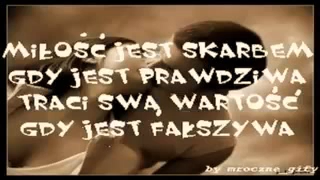 MIŁOŚĆ JEST SKARBEM
GDY JEST PRAWDZIWA
TRACI SWĄ WARTOŚĆ
GDY JEST FAŁSZYWA
by mroczne_gify